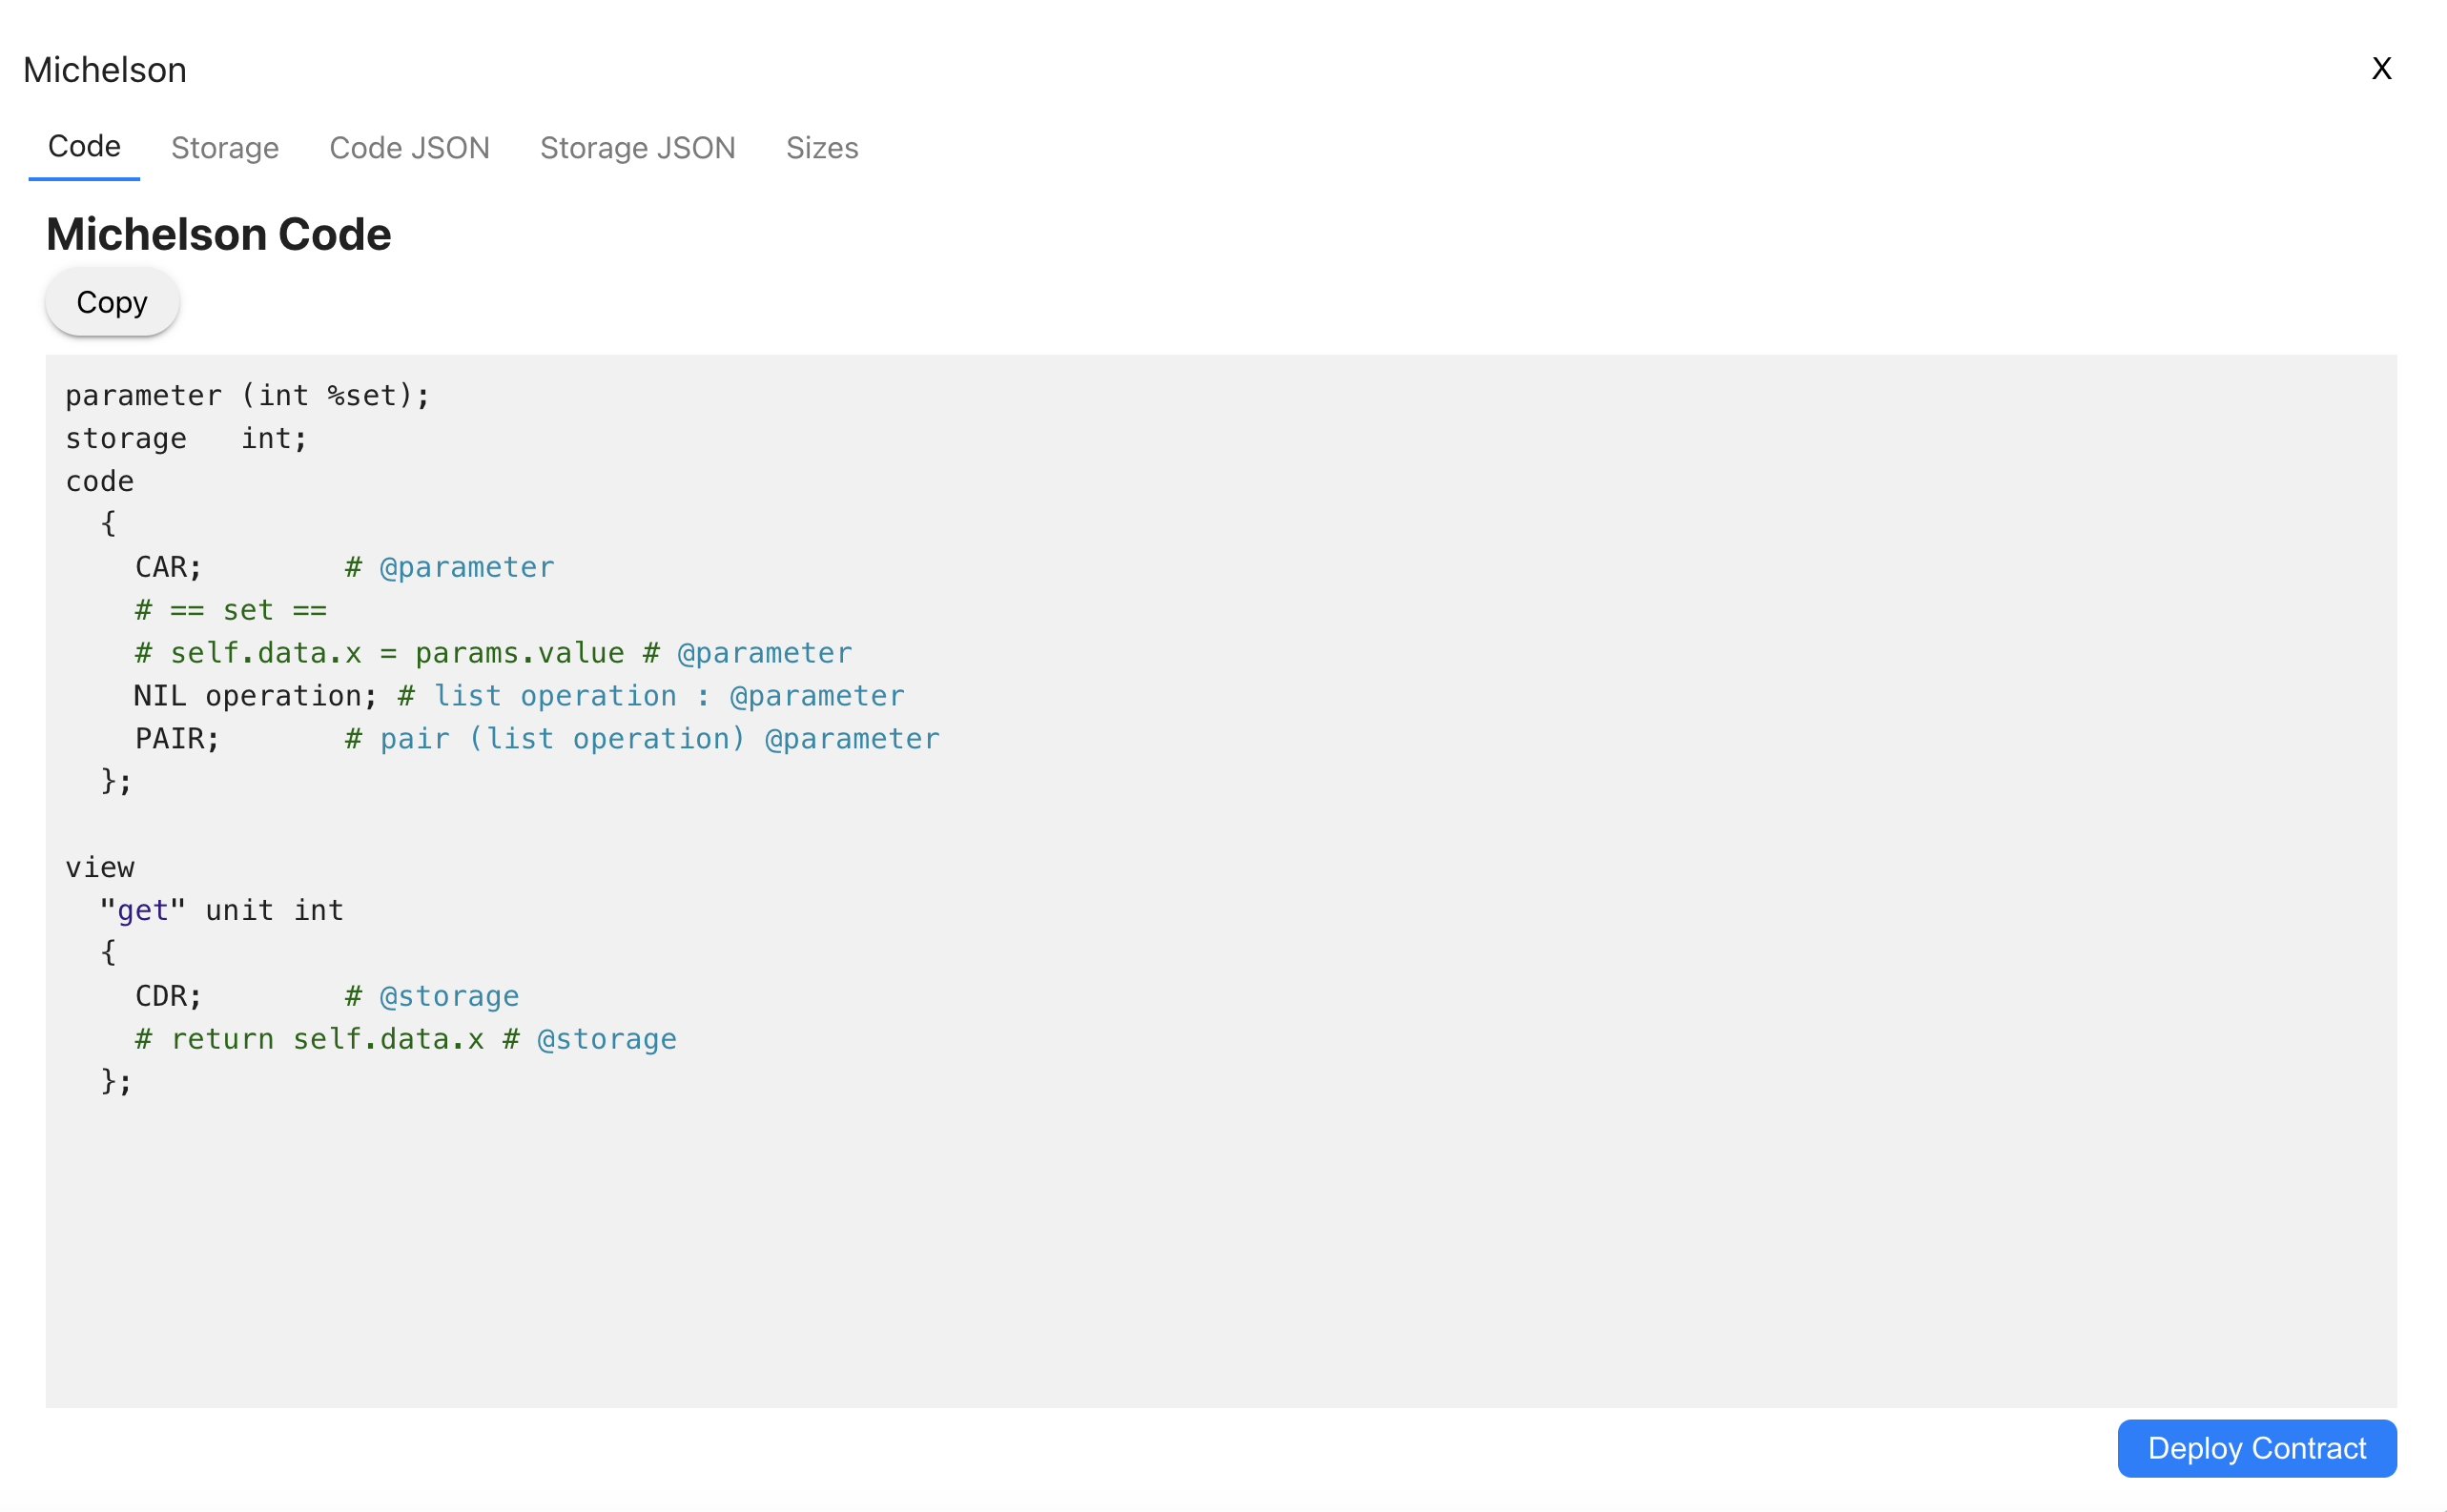 Michelson X
Code Storage Code JSON Storage JSON Sizes
Michelson Code
Copy
parameter (int %set);
storage   int;
code
  {
    CAR;        # @parameter
    # == set ==
    # self.data.x = params.value # @parameter
    NIL operation; # list operation : @parameter
    PAIR;       # pair (list operation) @parameter
  };

view
  "get" unit int
  {
    CDR;        # @storage
    # return self.data.x # @storage
  };
Deploy Contract